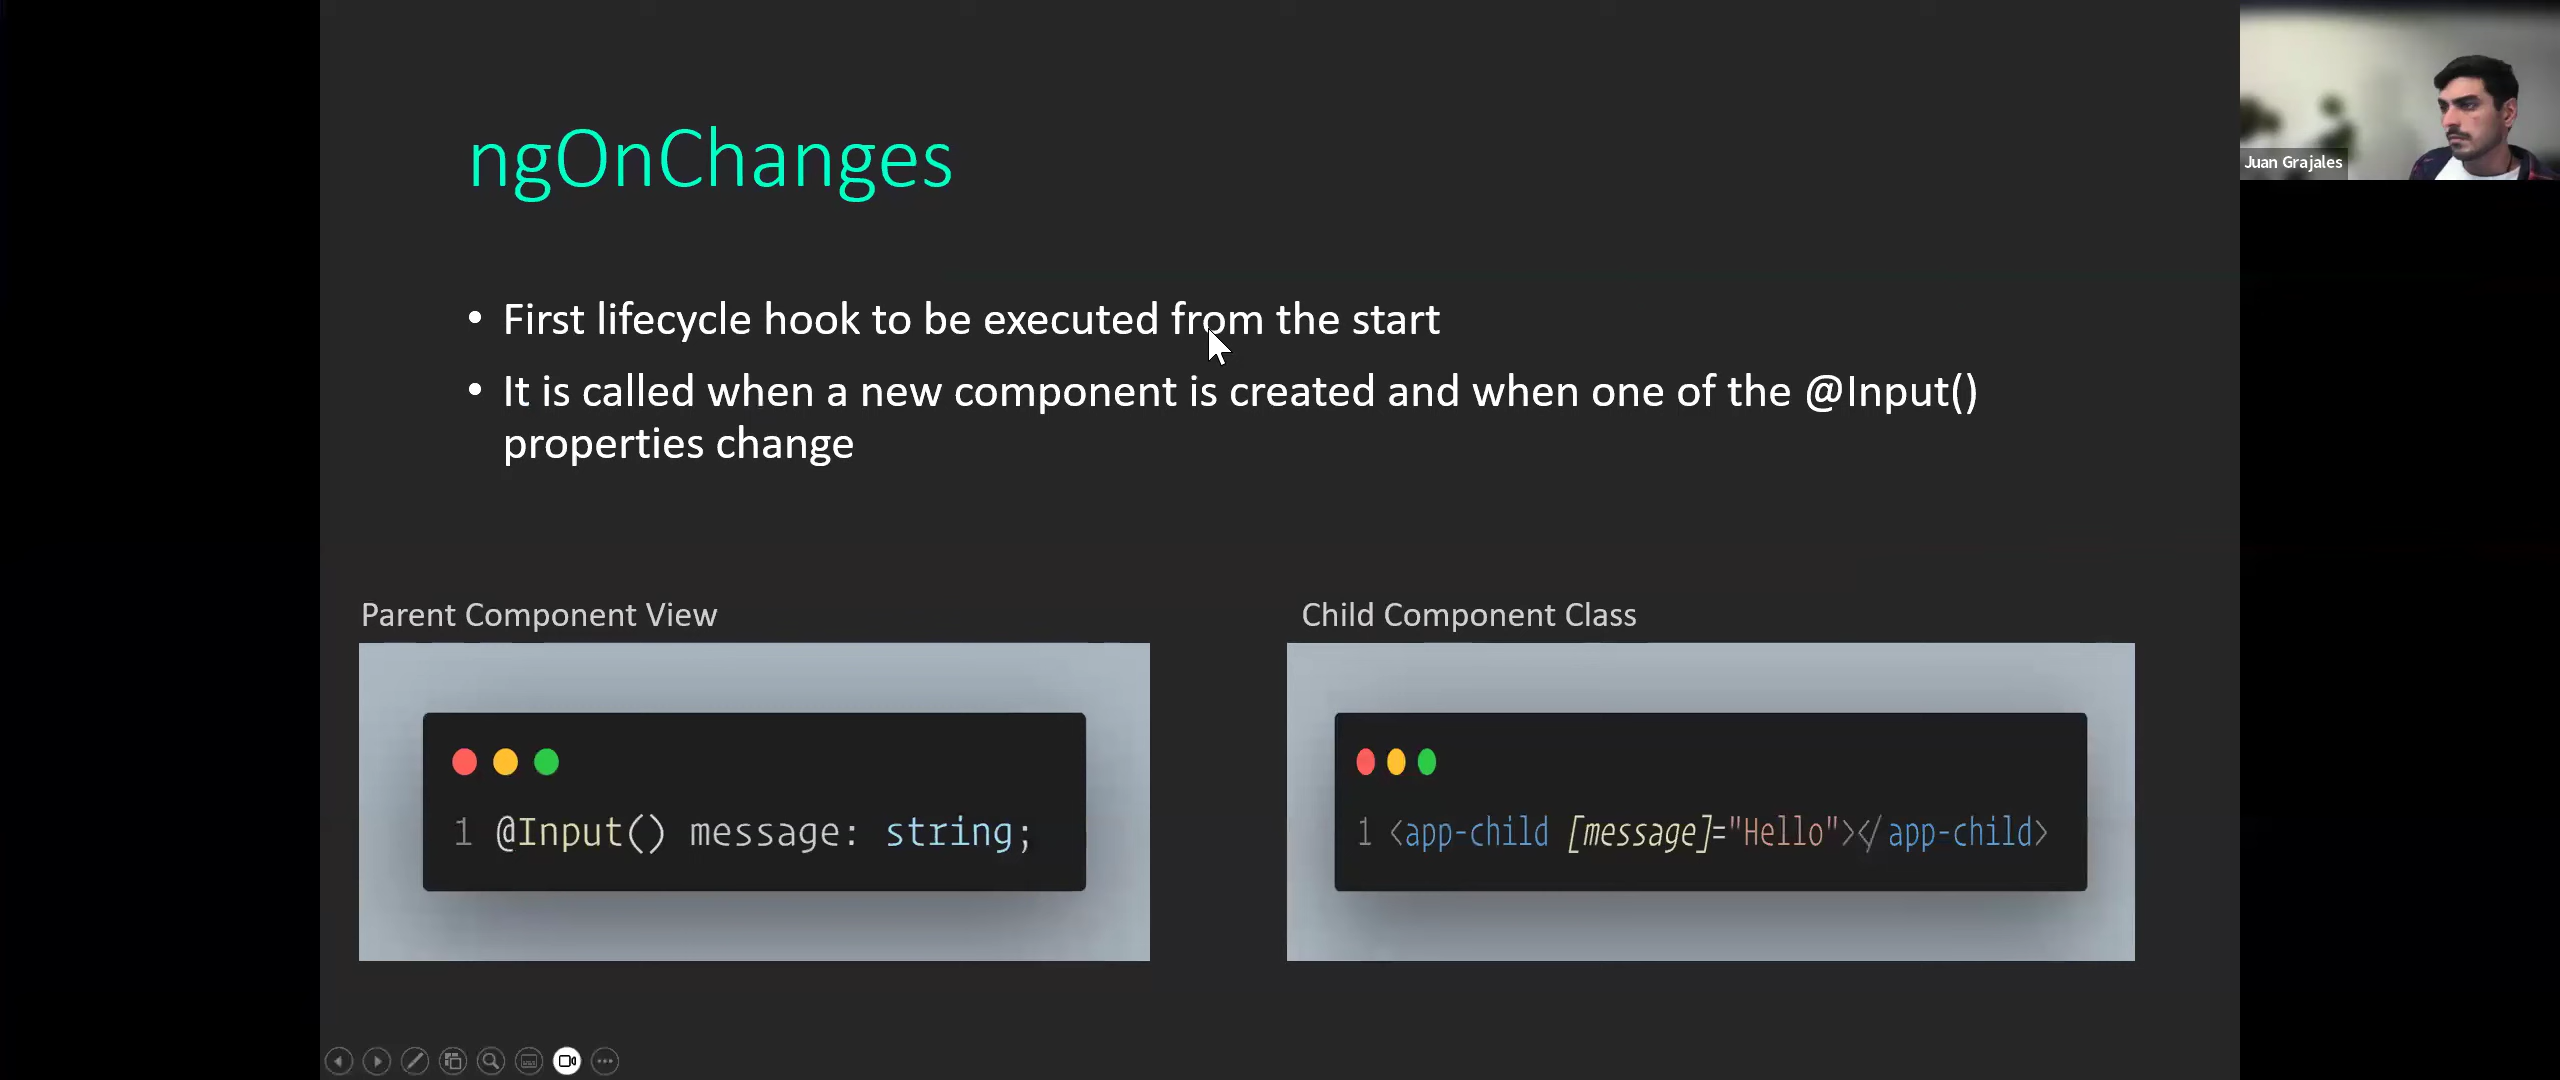 ngOnChanges
Juan Grajales
• First lifecycle hook to be executed from the start
• It is called when a new component is created and when one of the @Input()
properties change
Parent Component View
1 @Input() message: string;
Child Component Class
1 <app-child [message]="Hello"></app-child>